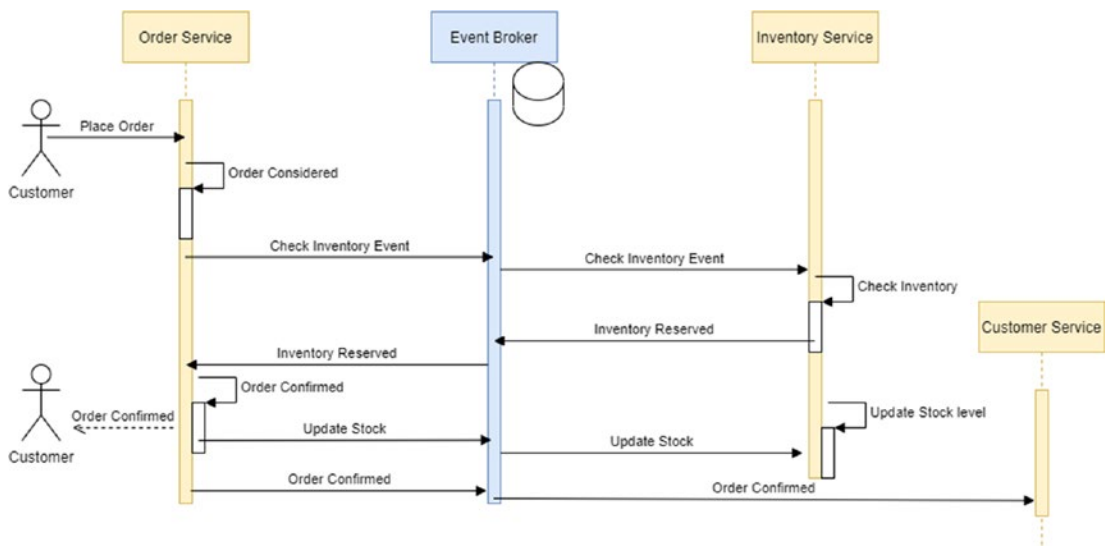 Order Service
Event Broker
Inventory Service
Place Order
Customer
Order Considered
Check Inventory Event
Check Inventory Event
Check Inventory
Inventory Reserved
Customer Service
Inventory Reserved
Order Confirmed
Order Confirmed
Update Stock level
Update Stock
Update Stock
Customer
Order Confirmed
Order Confirmed